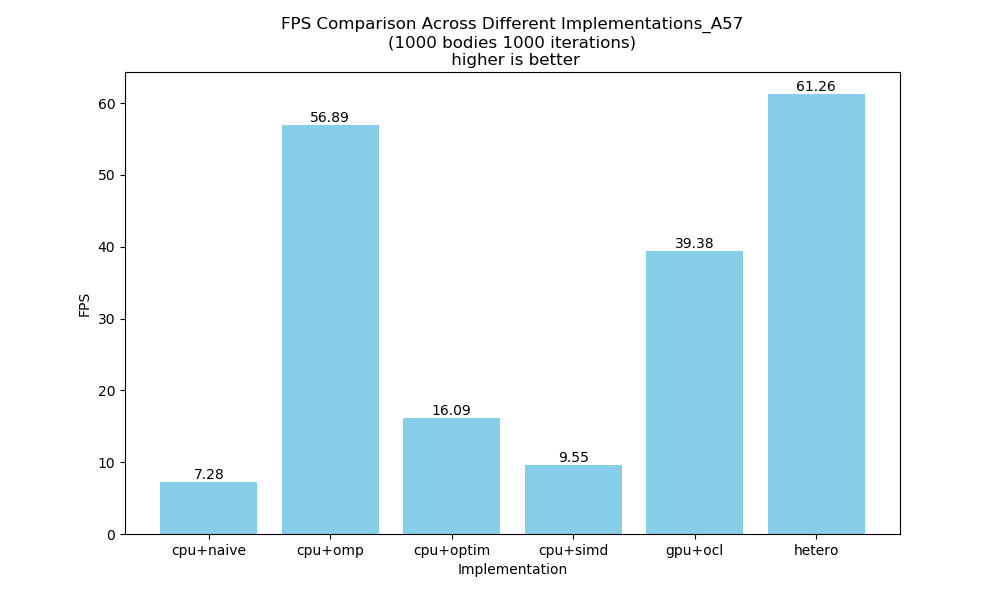 FPS Comparison Across Different Implementations_A57
(1000 bodies 1000 iterations)
higher is better
FPS
60
50
40
30
20
10
0
7.28
56.89
16.09
9.55
39.38
61.26
cpu+naive
cpu+omp
cpu+optim
cpu+simd
gpu+ocl
hetero
Implementation